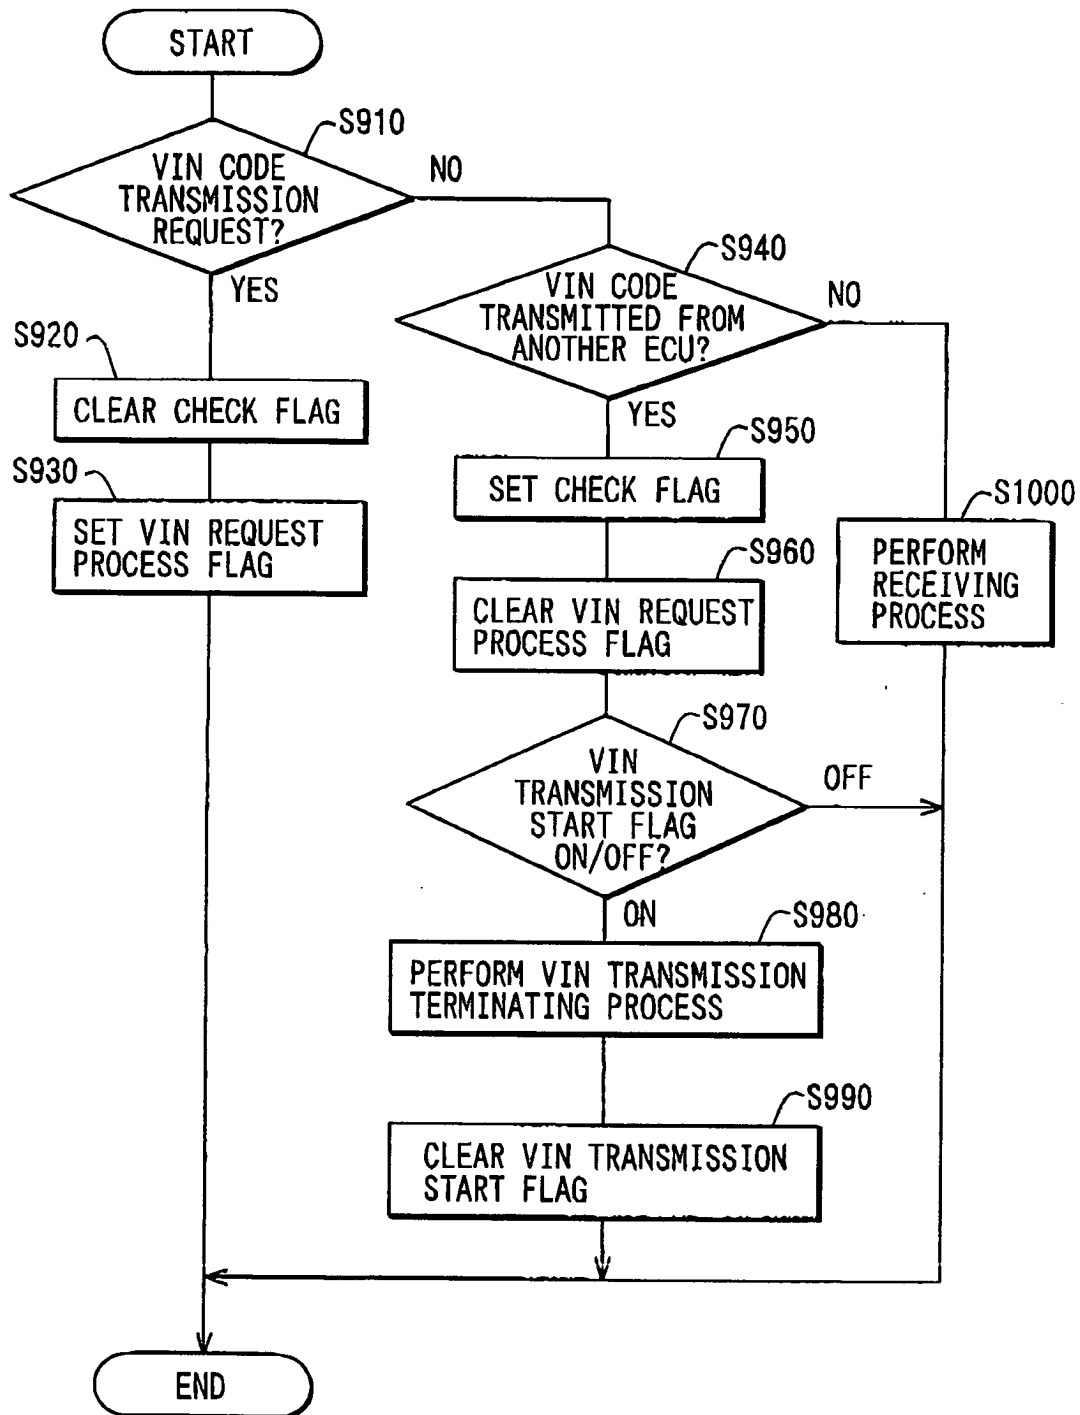 START
S910
VIN CODE
TRANSMISSION
REQUEST?
NO
YES
S940
VIN CODE
TRANSMITTED FROM
ANOTHER ECU?
NO
YES
S920
CLEAR CHECK FLAG
S930
SET VIN REQUEST
PROCESS FLAG
S950
SET CHECK FLAG
S960
CLEAR VIN REQUEST
PROCESS FLAG
S1000
PERFORM
RECEIVING
PROCESS
S970
VIN
TRANSMISSION
START FLAG
ON/OFF?
OFF
ON
S980
PERFORM VIN TRANSMISSION
TERMINATING PROCESS
S990
CLEAR VIN TRANSMISSION
START FLAG
END